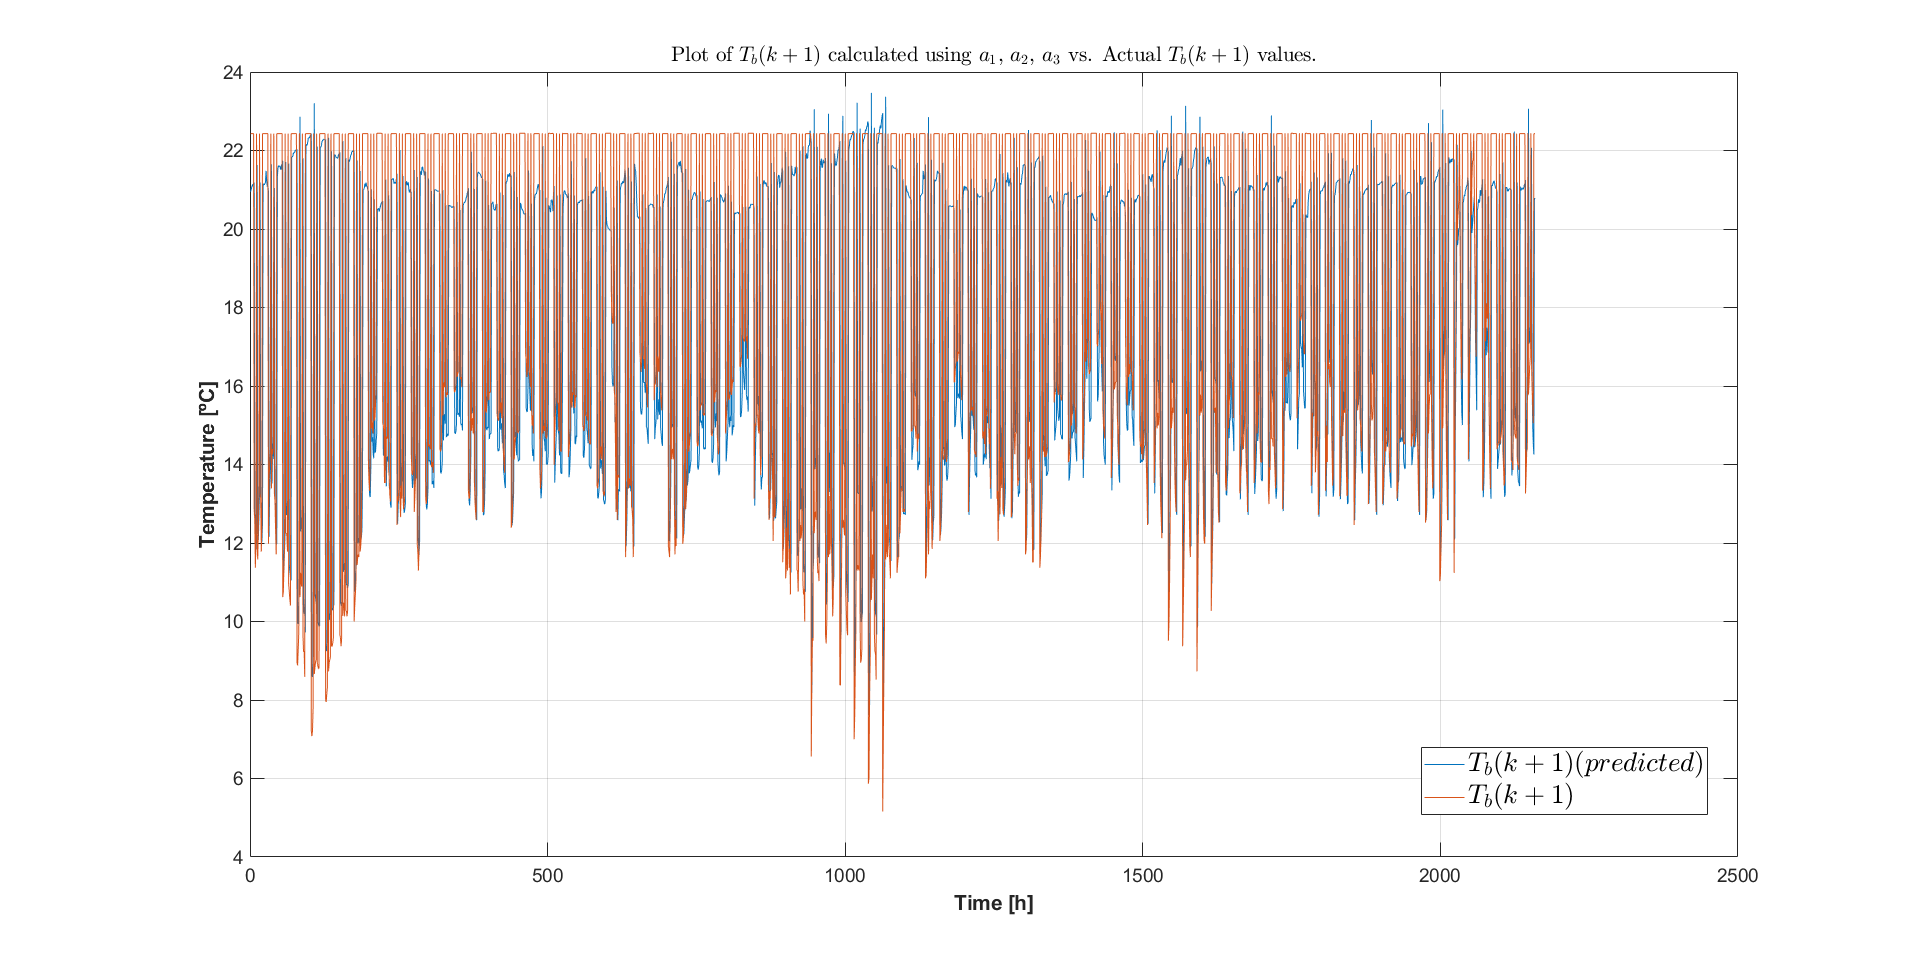 Plot of T_b(k + 1) calculated using a_1, a_2, a_3 vs. Actual T_b(k + 1) values.
24
22
20
18
16
14
12
10
8
6
4
Temperature [ºC]
0 500 1000 1500 2000 2500
Time [h]
T_b(k + 1)(predicted)
T_b(k + 1)